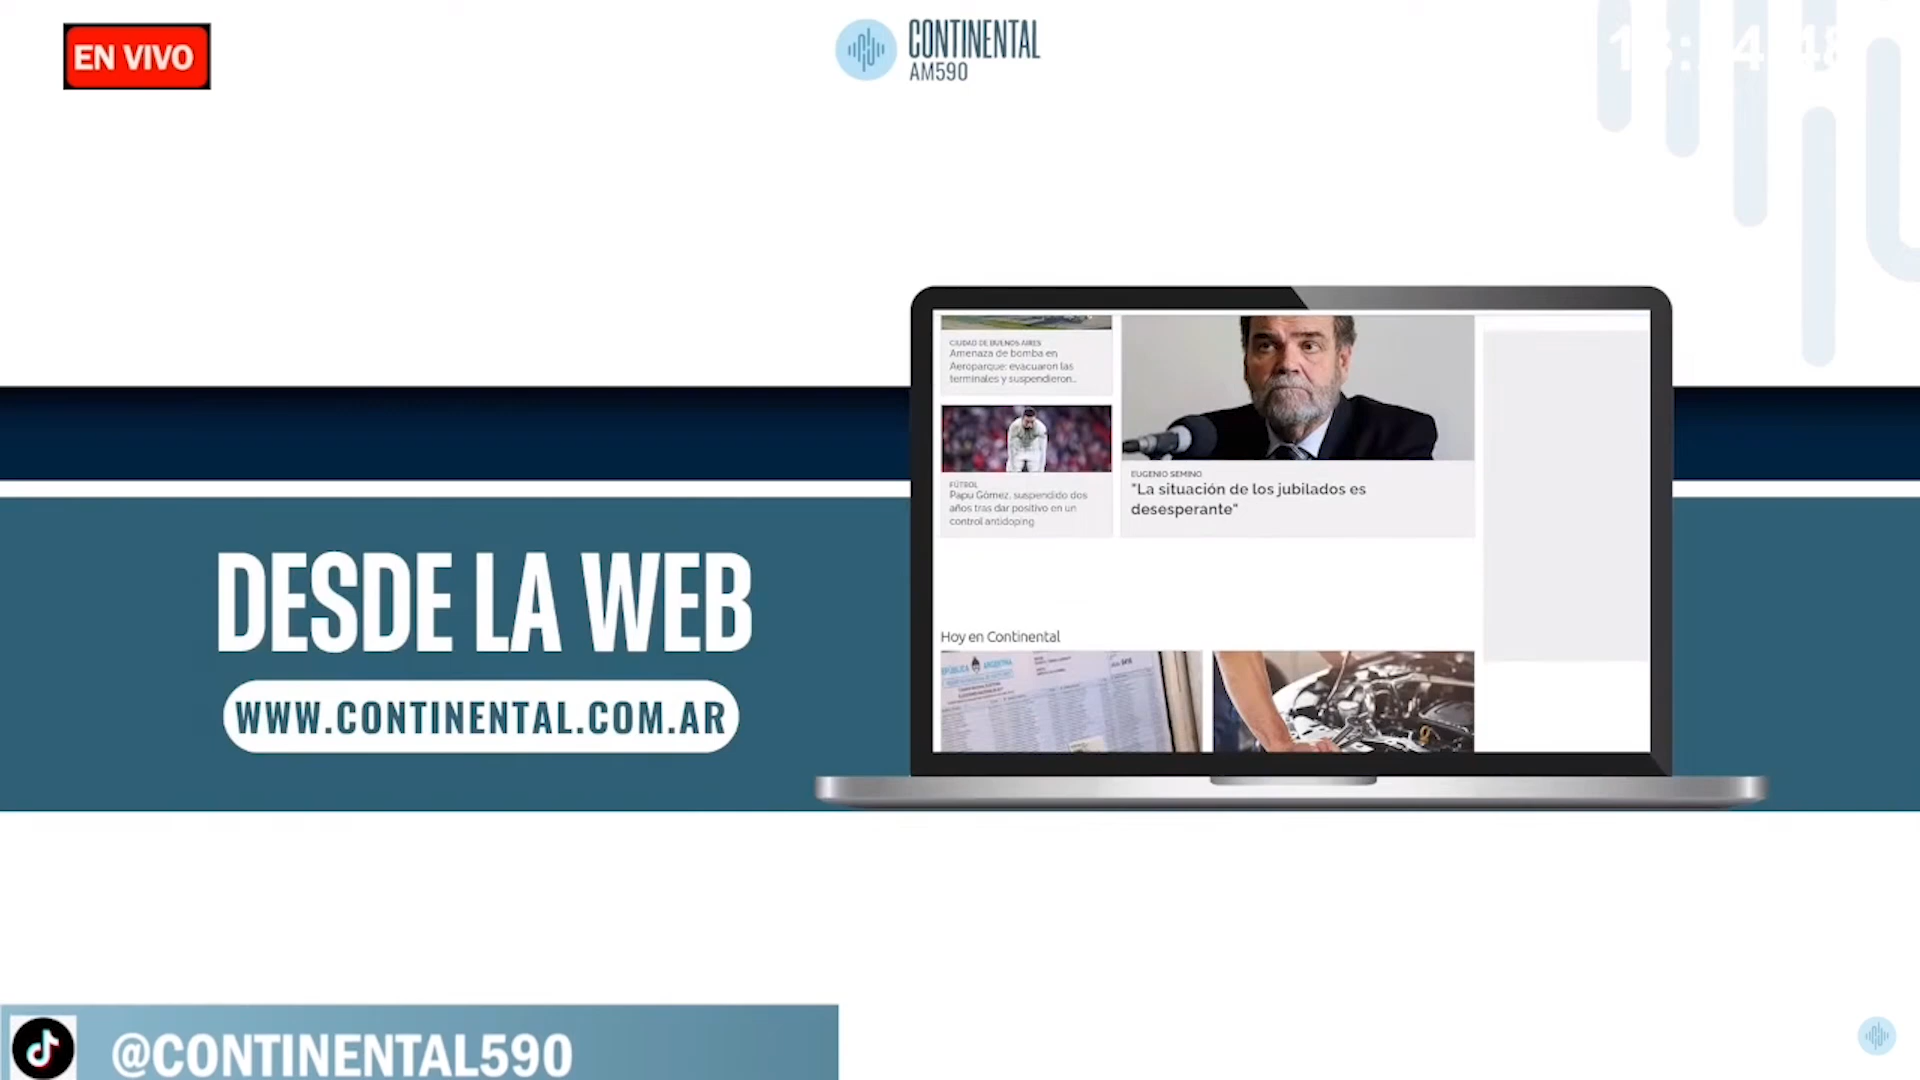 EN VIVO
CONTINENTAL
AM590
CIUDAD DE BUENOS AIRES
Amenaza de bomba en
Aeroparque: evacuaron las
terminales y suspendieron...
FÚTBOL
Papu Gómez, suspendido dos
años tras dar positivo en un
control antidoping
EUGENIO SEMINO
"La situación de los jubilados es
desesperante"
Hoy en Continental
DESDE LA WEB
WWW.CONTINENTAL.COM.AR
@CONTINENTAL590